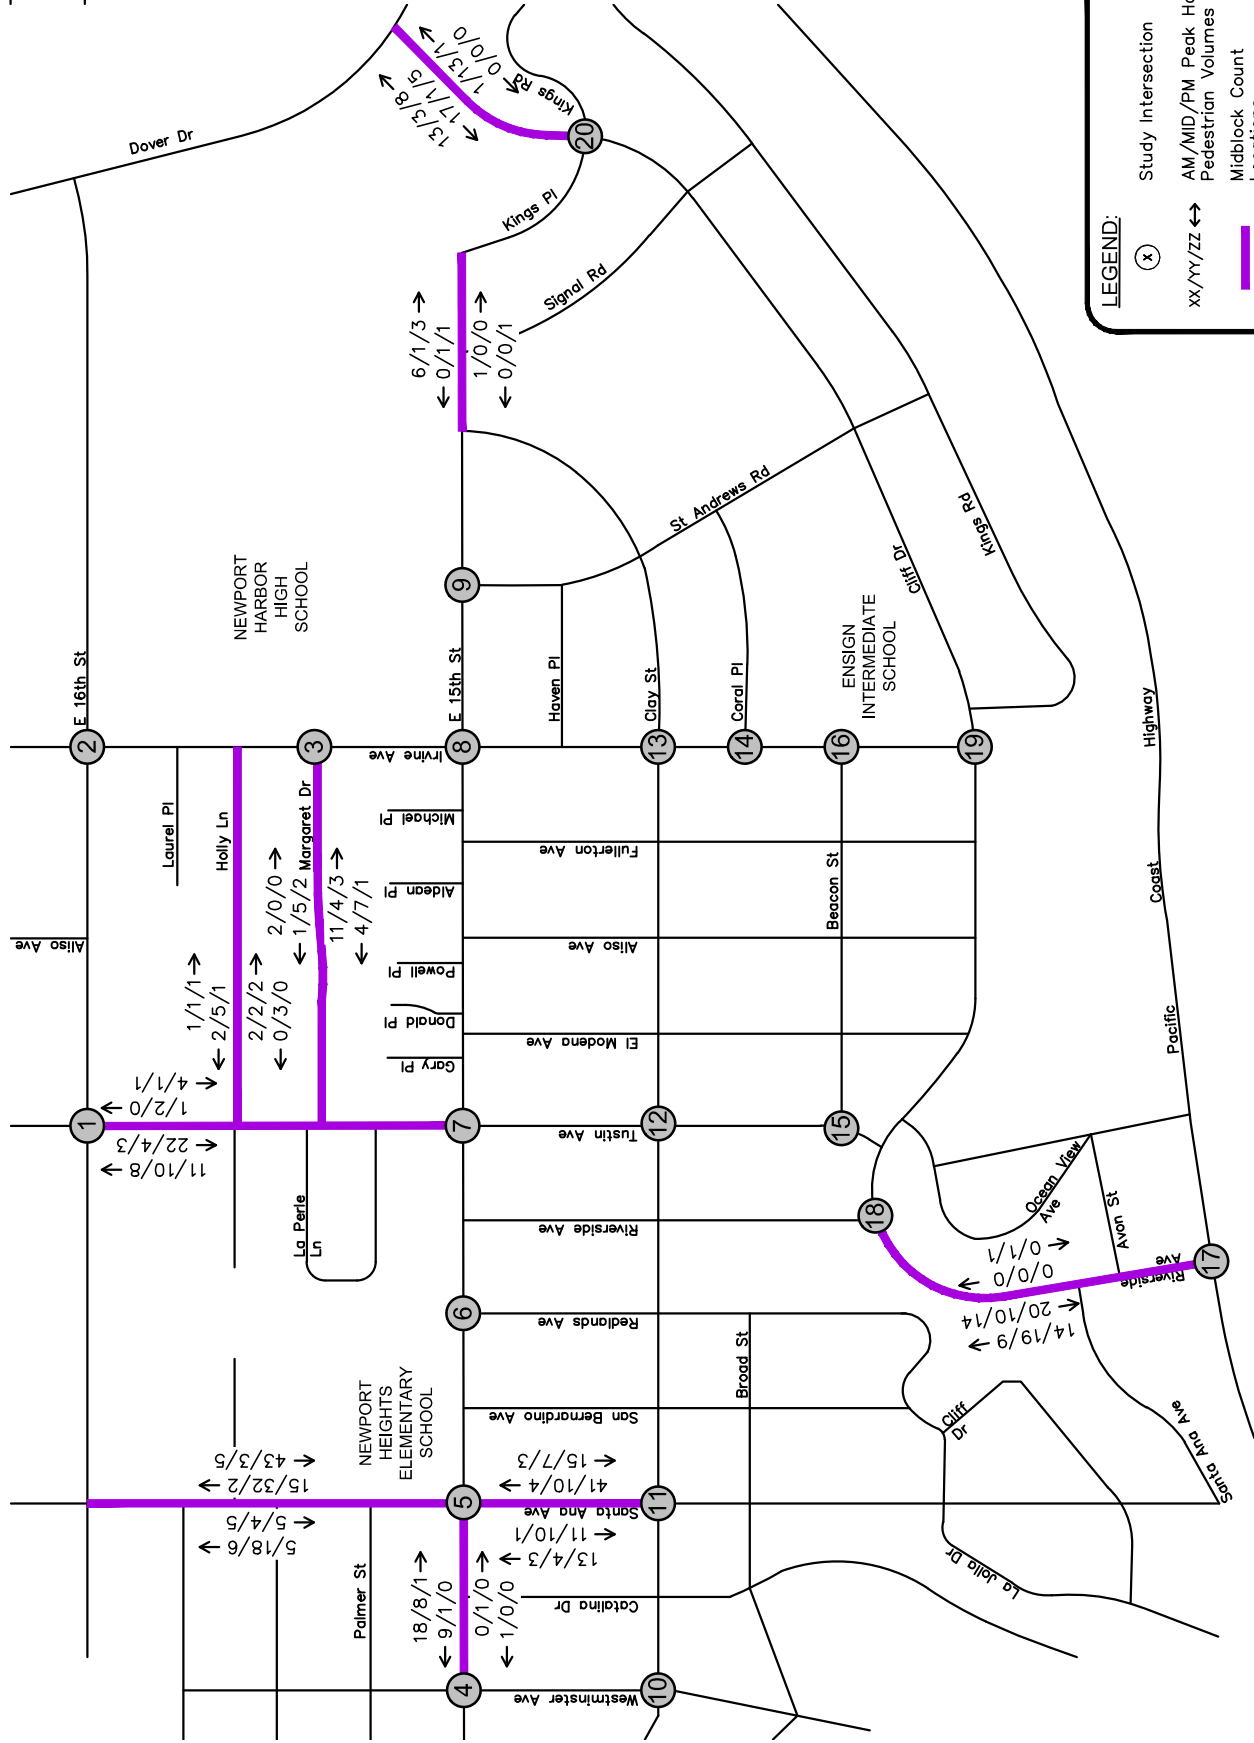 Dover Dr
13/3/8
17/1/5
1/13/1
0/0/0
Kings Rd
20
Kings Pl
Signal Rd
6/1/3
0/1/1
1/0/0
0/0/1
LEGEND:
x
Study Intersection
XX/YY/ZZ
AM/MID/PM Peak Ho
Pedestrian Volumes
Midblock Count
NEWPORT
HARBOR
HIGH
SCHOOL
9
St Andrews Rd
Cliff Dr
Kings Rd
E 16th St
E 15th St
Haven Pl
Clay St
Coral Pl
ENSIGN
INTERMEDIATE
SCHOOL
2
3
8
13
14
16
19
Irvine Ave
Laurel Pl
Holly Ln
Margaret Dr
Michael Pl
Fullerton Ave
Aldean Pl
Beacon St
Aliso Ave
Aliso Ave
Powell Pl
Donald Pl
Gary Pl
El Modena Ave
2/0/0
1/5/2
11/4/3
4/7/1
1/1/1
2/5/1
2/2/2
0/3/0
4/1/1
1/2/0
22/4/3
11/10/8
1
7
12
15
Tustin Ave
Highway
Coast
Pacific
La Perle
Ln
Riverside Ave
18
Ocean View
Ave
Avon St
0/1/1
0/0/0
20/10/14
14/19/9
Riverside
Ave
17
6
Redlands Ave
Broad St
NEWPORT
HEIGHTS
ELEMENTARY
SCHOOL
San Bernardino Ave
Cliff
Dr
Santa Ana Ave
43/3/5
15/32/2
5/4/5
5/18/6
15/7/3
41/10/4
11/10/1
13/4/3
5
11
Santa Ana Ave
Palmer St
18/8/1
9/1/0
0/1/0
1/0/0
Catalina Dr
La Jolla Dr
4
10
Westminster Ave